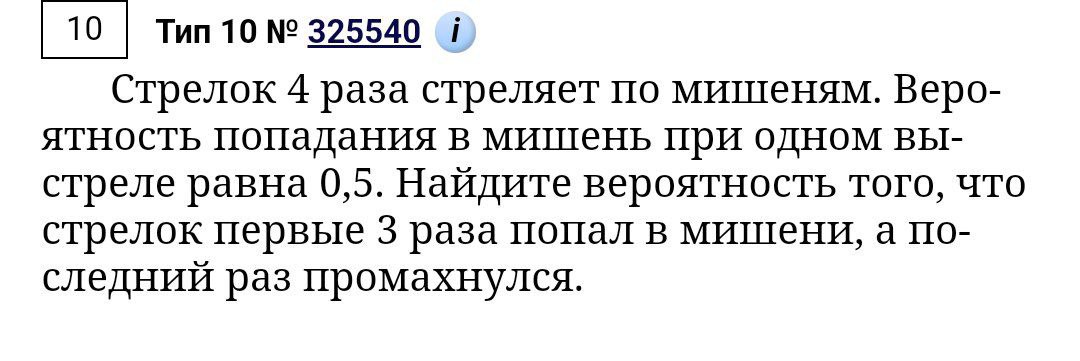 10 Тип 10 № 325540 i
Стрелок 4 раза стреляет по мишеням. Веро-
ятность попадания в мишень при одном вы-
стреле равна 0,5. Найдите вероятность того, что
стрелок первые 3 раза попал в мишени, а по-
следний раз промахнулся.